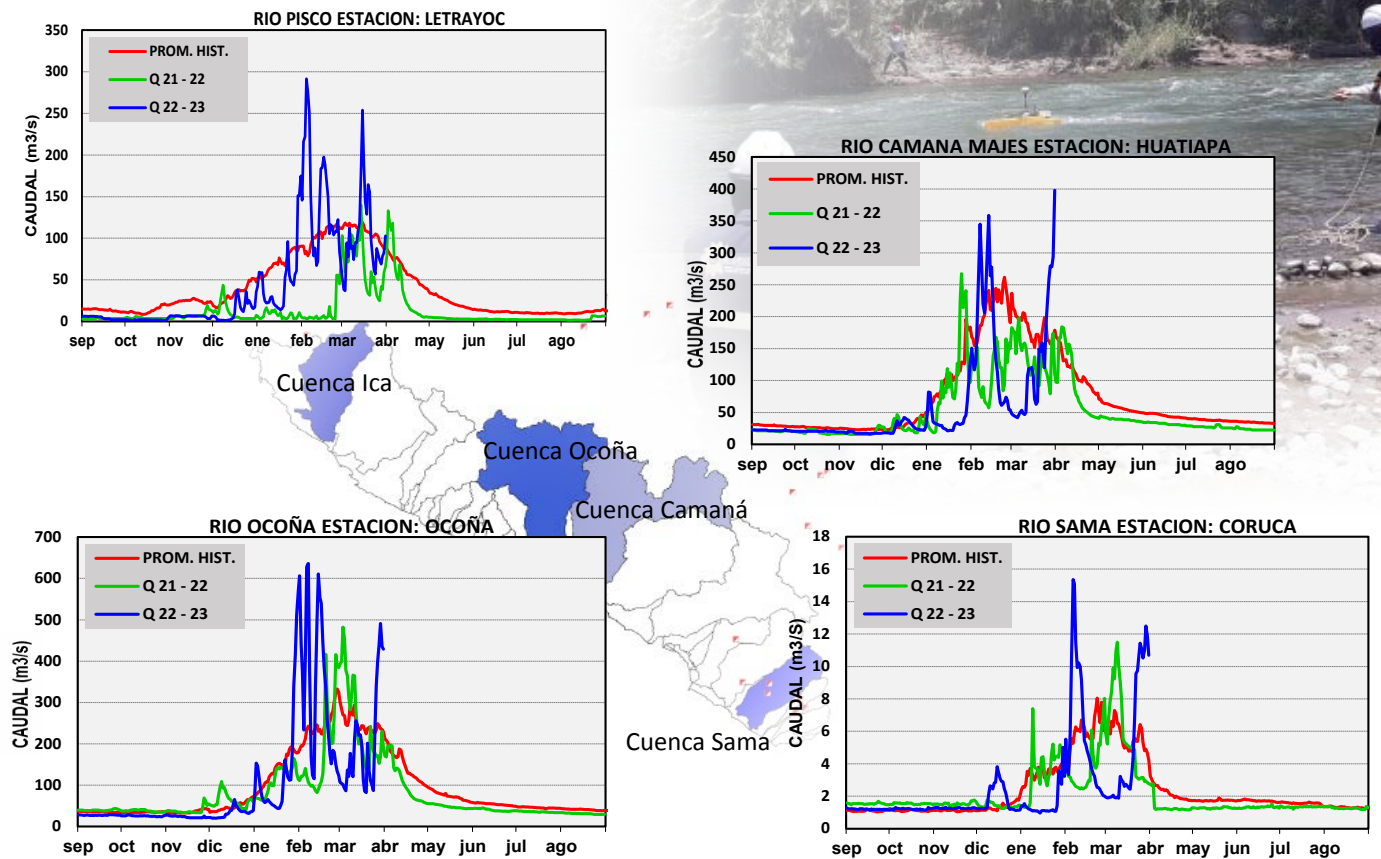 RIO PISCO ESTACION: LETRAYOC
CAUDAL (m3/s)
350
300
250
200
150
100
50
0
PROM. HIST.
Q 21 - 22
Q 22 - 23
sep oct nov dic ene feb mar abr may jun jul ago
RIO CAMANA MAJES ESTACION: HUATIAPA
CAUDAL (m3/s)
450
400
350
300
250
200
150
100
50
0
PROM. HIST.
Q 21 - 22
Q 22 - 23
sep oct nov dic ene feb mar abr may jun jul ago
Cuenca Ica
Cuenca Ocoña
Cuenca Camaná
Cuenca Sama
RIO OCOÑA ESTACION: OCOÑA
CAUDAL (m3/s)
700
600
500
400
300
200
100
0
PROM. HIST.
Q 21 - 22
Q 22 - 23
sep oct nov dic ene feb mar abr may jun jul ago
RIO SAMA ESTACION: CORUCA
CAUDAL (m3/S)
18
16
14
12
10
8
6
4
2
0
PROM. HIST.
Q 21 - 22
Q 22 - 23
sep oct nov dic ene feb mar abr may jun jul ago